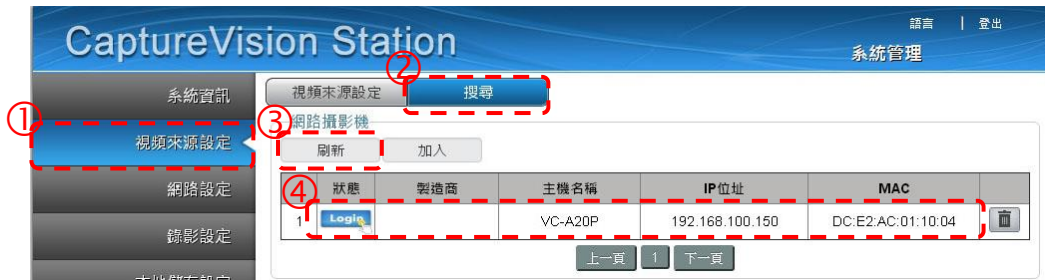 CaptureVision Station
語言 | 登出
系統管理
①
系統資訊
視頻來源設定
網路設定
錄影設定
②
視頻來源設定 搜尋
網路攝影機
③
刷新 加入
④
狀態 製造商 主機名稱 IP位址 MAC
1 Login VC-A20P 192.168.100.150 DC:E2:AC:01:10:04
上一頁 1 下一頁